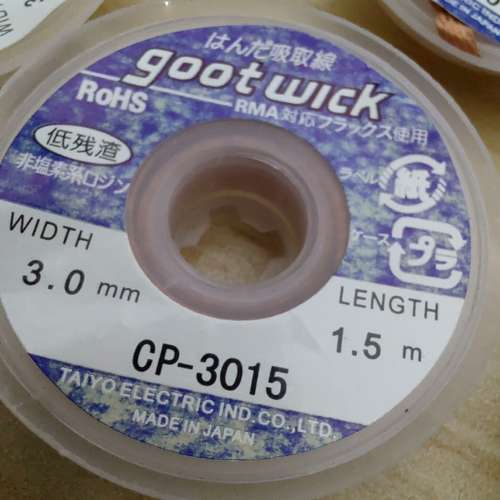 はんだ吸取線
goot wick
RoHS
RMA対応フラックス使用
低残渣
非塩素系ロジン
ラベル
紙
ケース
プラ
WIDTH
3.0 mm
LENGTH
1.5 m
CP-3015
TAIYO ELECTRIC IND.CO.,LTD.
MADE IN JAPAN